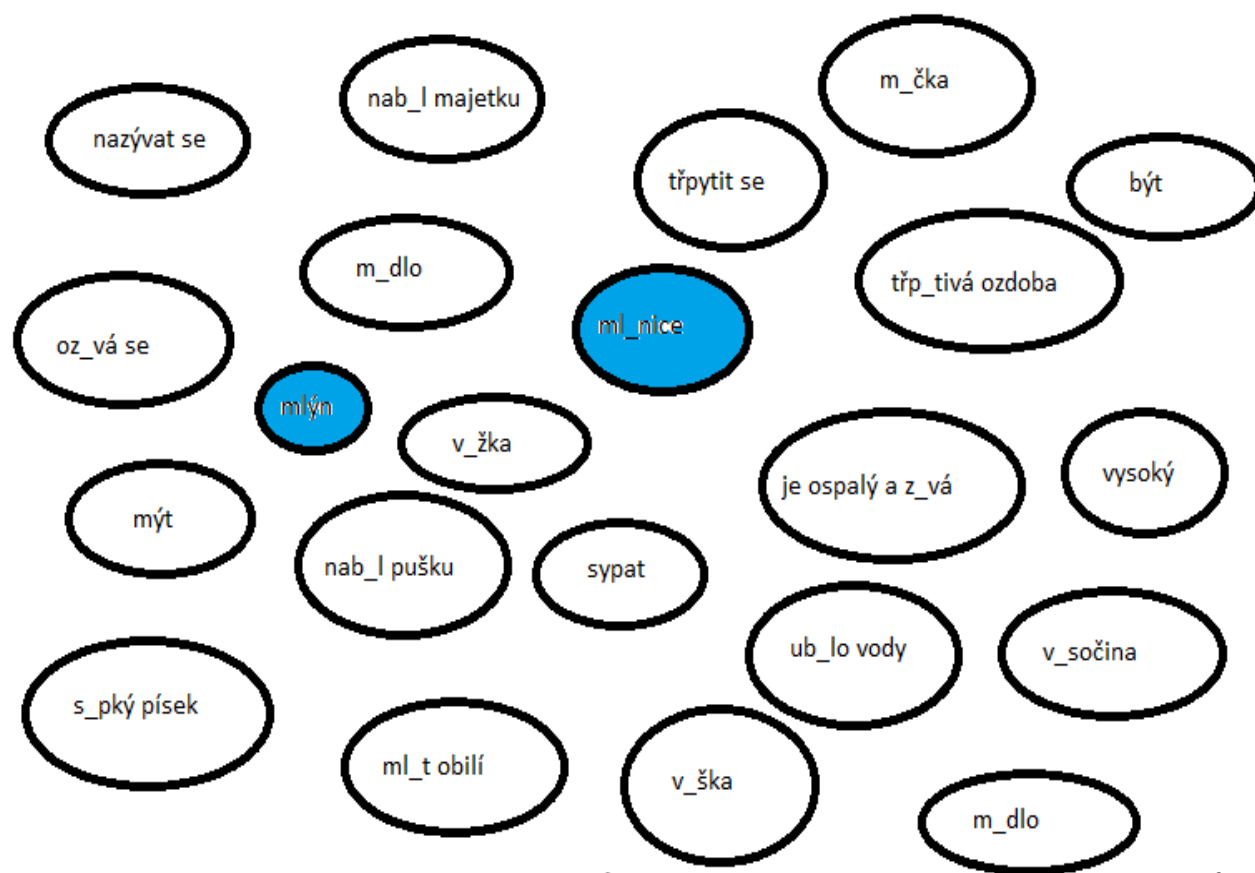 m_čka
nab_l majetku
nazývat se
třpytit se
být
m_dlo
třp_tivá ozdoba
ml_nice
oz_vá se
mlýn
v_žka
je ospalý a z_vá
vysoký
mýt
nab_l pušku
sypat
ub_lo vody
v_sočina
s_pký písek
ml_t obilí
v_ška
m_dlo